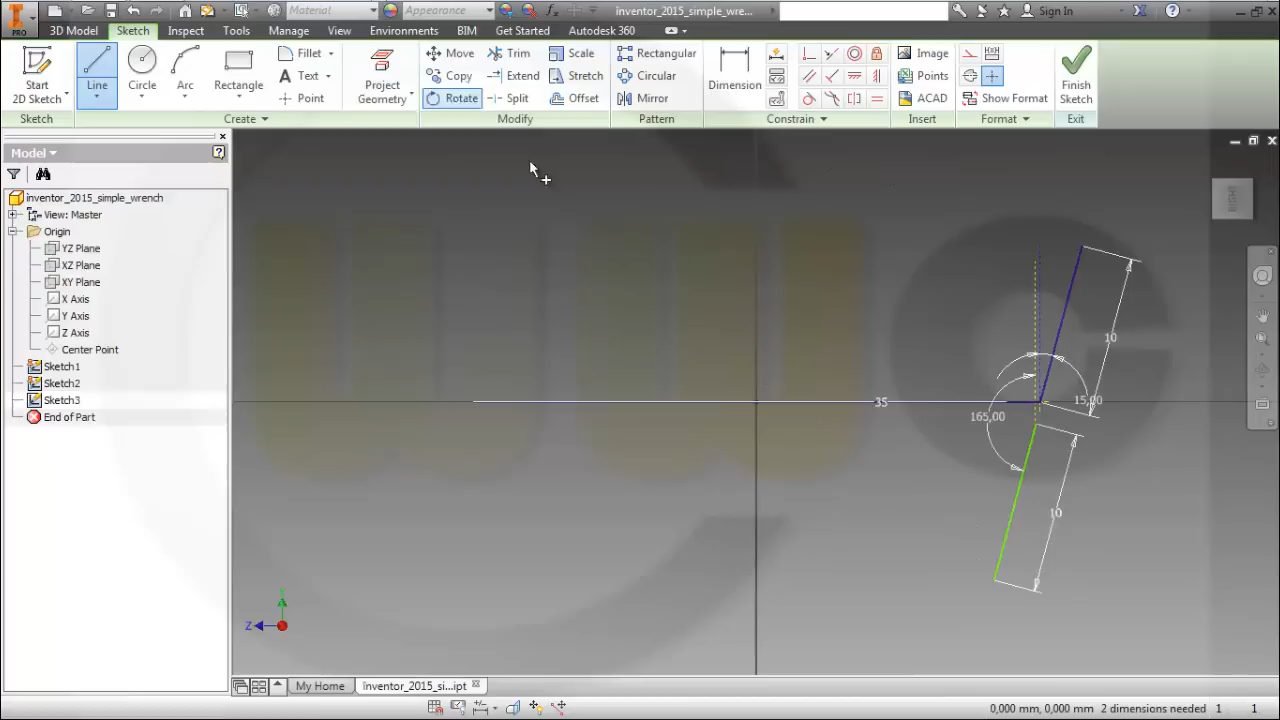 PRO
Material
Appearance
inventor_2015_simple_wre...
Sign In
3D Model Sketch Inspect Tools Manage View Environments BIM Get Started Autodesk 360
Start
2D Sketch
Line
Circle
Arc
Rectangle
Fillet
Text
Point
Project
Geometry
Move
Copy
Rotate
Trim
Extend
Split
Scale
Stretch
Offset
Rectangular
Circular
Mirror
Dimension
Image
Points
ACAD
Show Format
Finish
Sketch
Sketch Create Modify Pattern Constrain Insert Format Exit
Model
inventor_2015_simple_wrench
View: Master
Origin
YZ Plane
XZ Plane
XY Plane
X Axis
Y Axis
Z Axis
Center Point
Sketch1
Sketch2
Sketch3
End of Part
RIGHT
10
15,00
35
165,00
10
Y
Z
My Home
inventor_2015_si...ipt
0,000 mm, 0,000 mm 2 dimensions needed 1 1